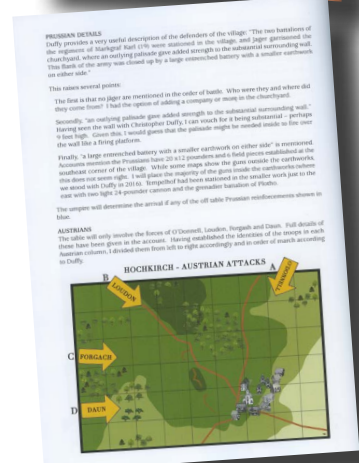 PRUSSIAN DETAILS
Duffy provides a very useful description of the defenders of the village: "The two battalions of
the regiment of Markgraf Karl (19) were stationed in the village, and jager garrisoned the
churchyard, where an outlying palisade gave added strength to the substantial surrounding wall.
This flank of the army was closed up by a large entrenched battery with a smaller earthwork
on either side."
This raises several points:
The first is that no jäger are mentioned in the order of battle. Who were they and where did
they come from? I had the option of adding a company or more in the churchyard.
Secondly, "an outlying palisade gave added strength to the substantial surrounding wall."
Having seen the wall with Christopher Duffy, I can vouch for it being substantial – perhaps
9 feet high. Given this, I would guess that the palisade might be needed inside to fire over
the wall like a firing platform.
Finally, "a large entrenched battery with a smaller earthwork on either side" is mentioned.
Accounts mention the Prussians have 20 x12 pounders and 6 field pieces established at the
southeast corner of the village. While some maps show the guns outside the earthworks,
this does not seem right. I will place the majority of the guns inside the earthworks (where
we stood with Duffy in 2016). Tempelhof had been stationed in the smaller work just to the
east with two light 24-pounder cannon and the grenadier battalion of Plotho.
The umpire will determine the arrival if any of the off table Prussian reinforcements shown in
blue.
AUSTRIANS
The table will only involve the forces of O'Donnell, Loudon, Forgach and Daun. Full details of
these have been given in the account. Having established the identities of the troops in each
Austrian column, I divided them from left to right accordingly and in order of march according
to Duffy.
HOCHKIRCH - AUSTRIAN ATTACKS
B
A
LOUDON
C
FORGACH
D
DAUN